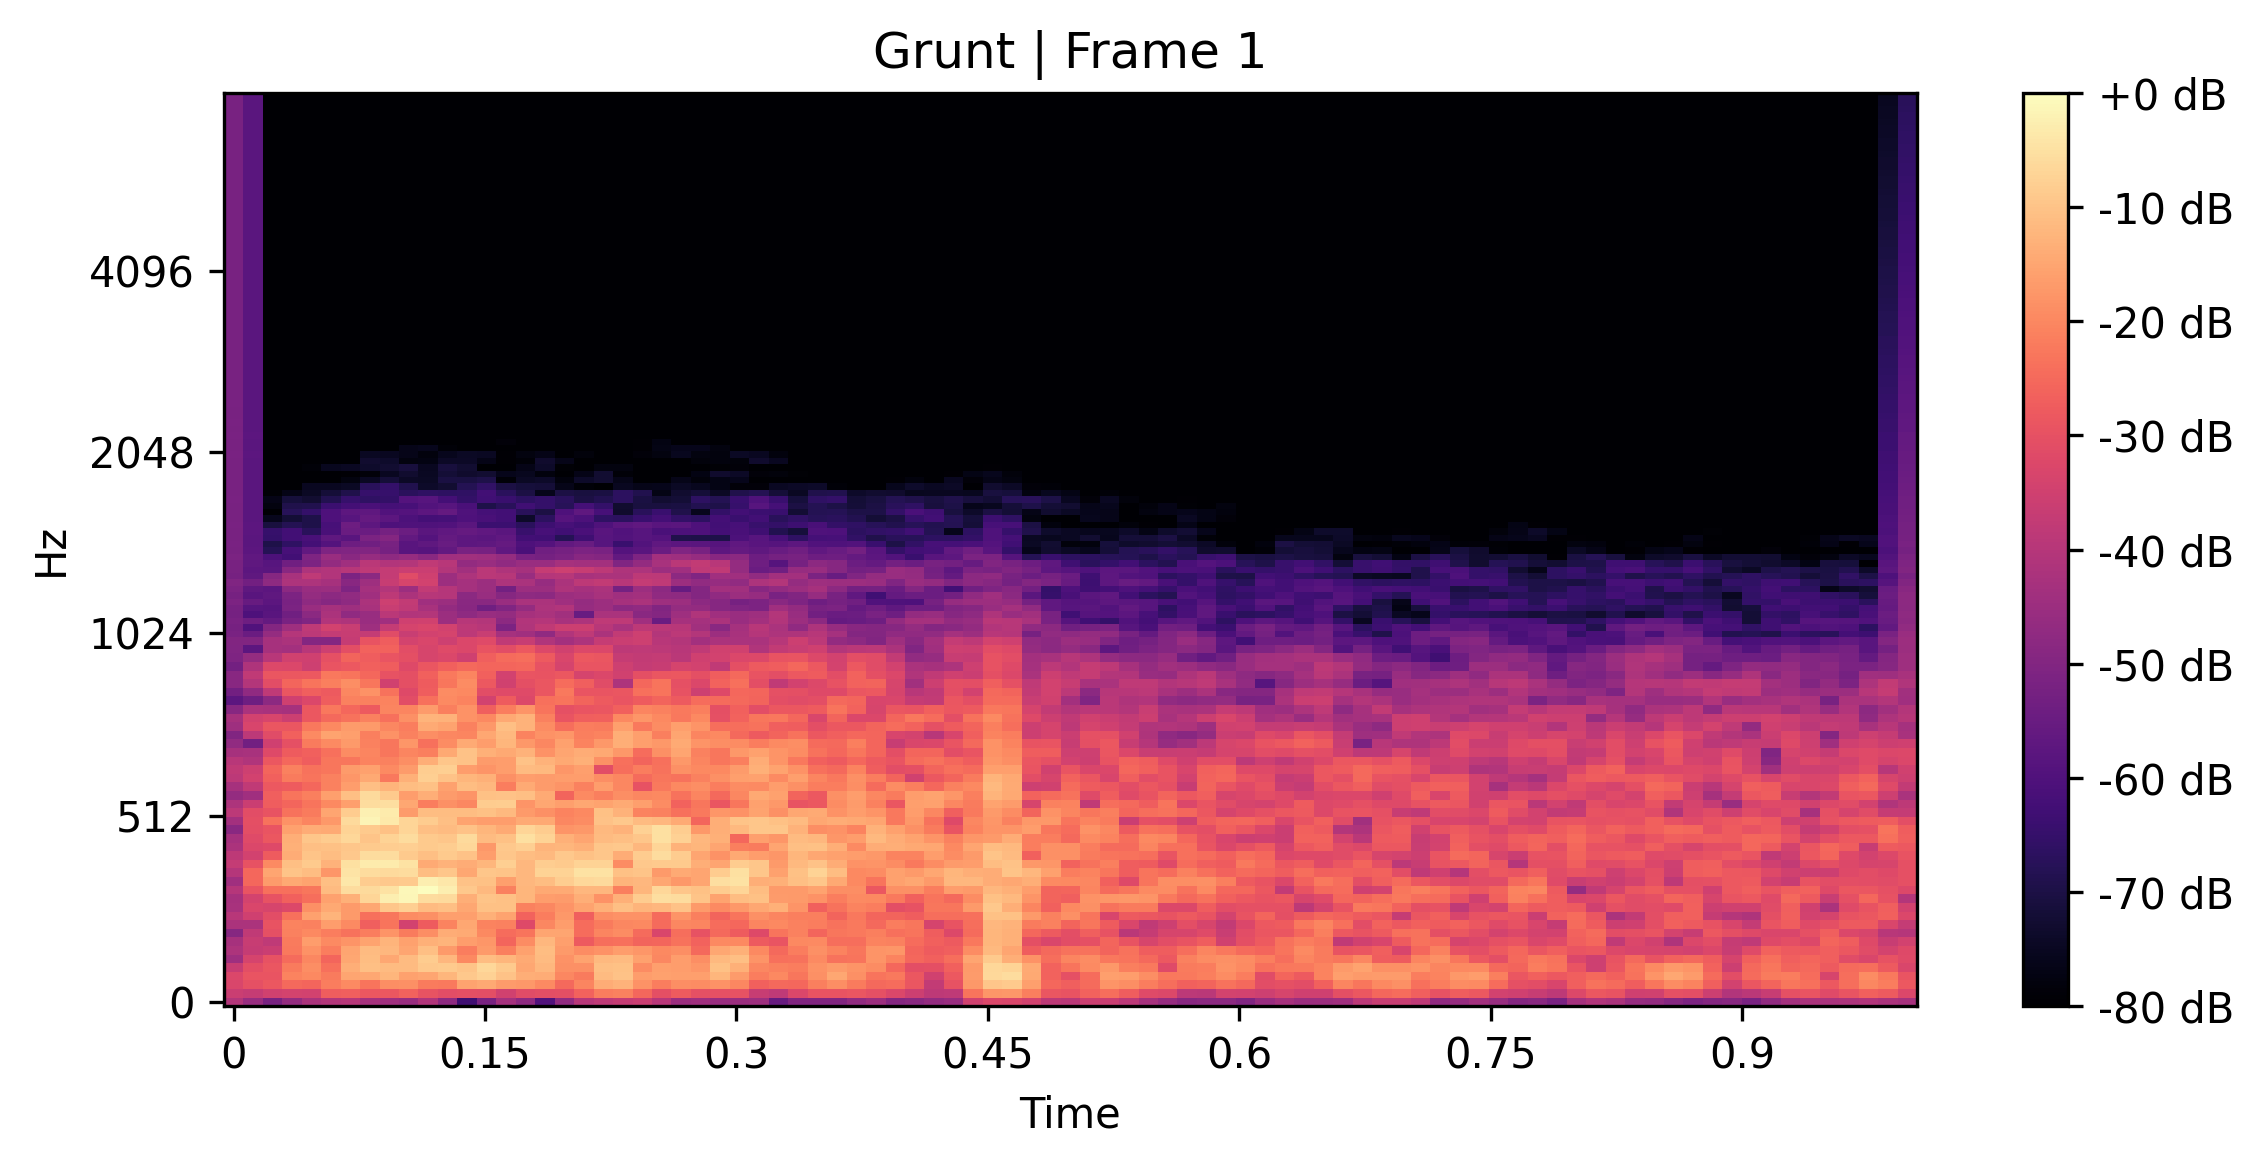 Grunt | Frame 1
+0 dB
-10 dB
-20 dB
-30 dB
-40 dB
-50 dB
-60 dB
-70 dB
-80 dB
Hz
4096
2048
1024
512
0
0 0.15 0.3 0.45 0.6 0.75 0.9
Time